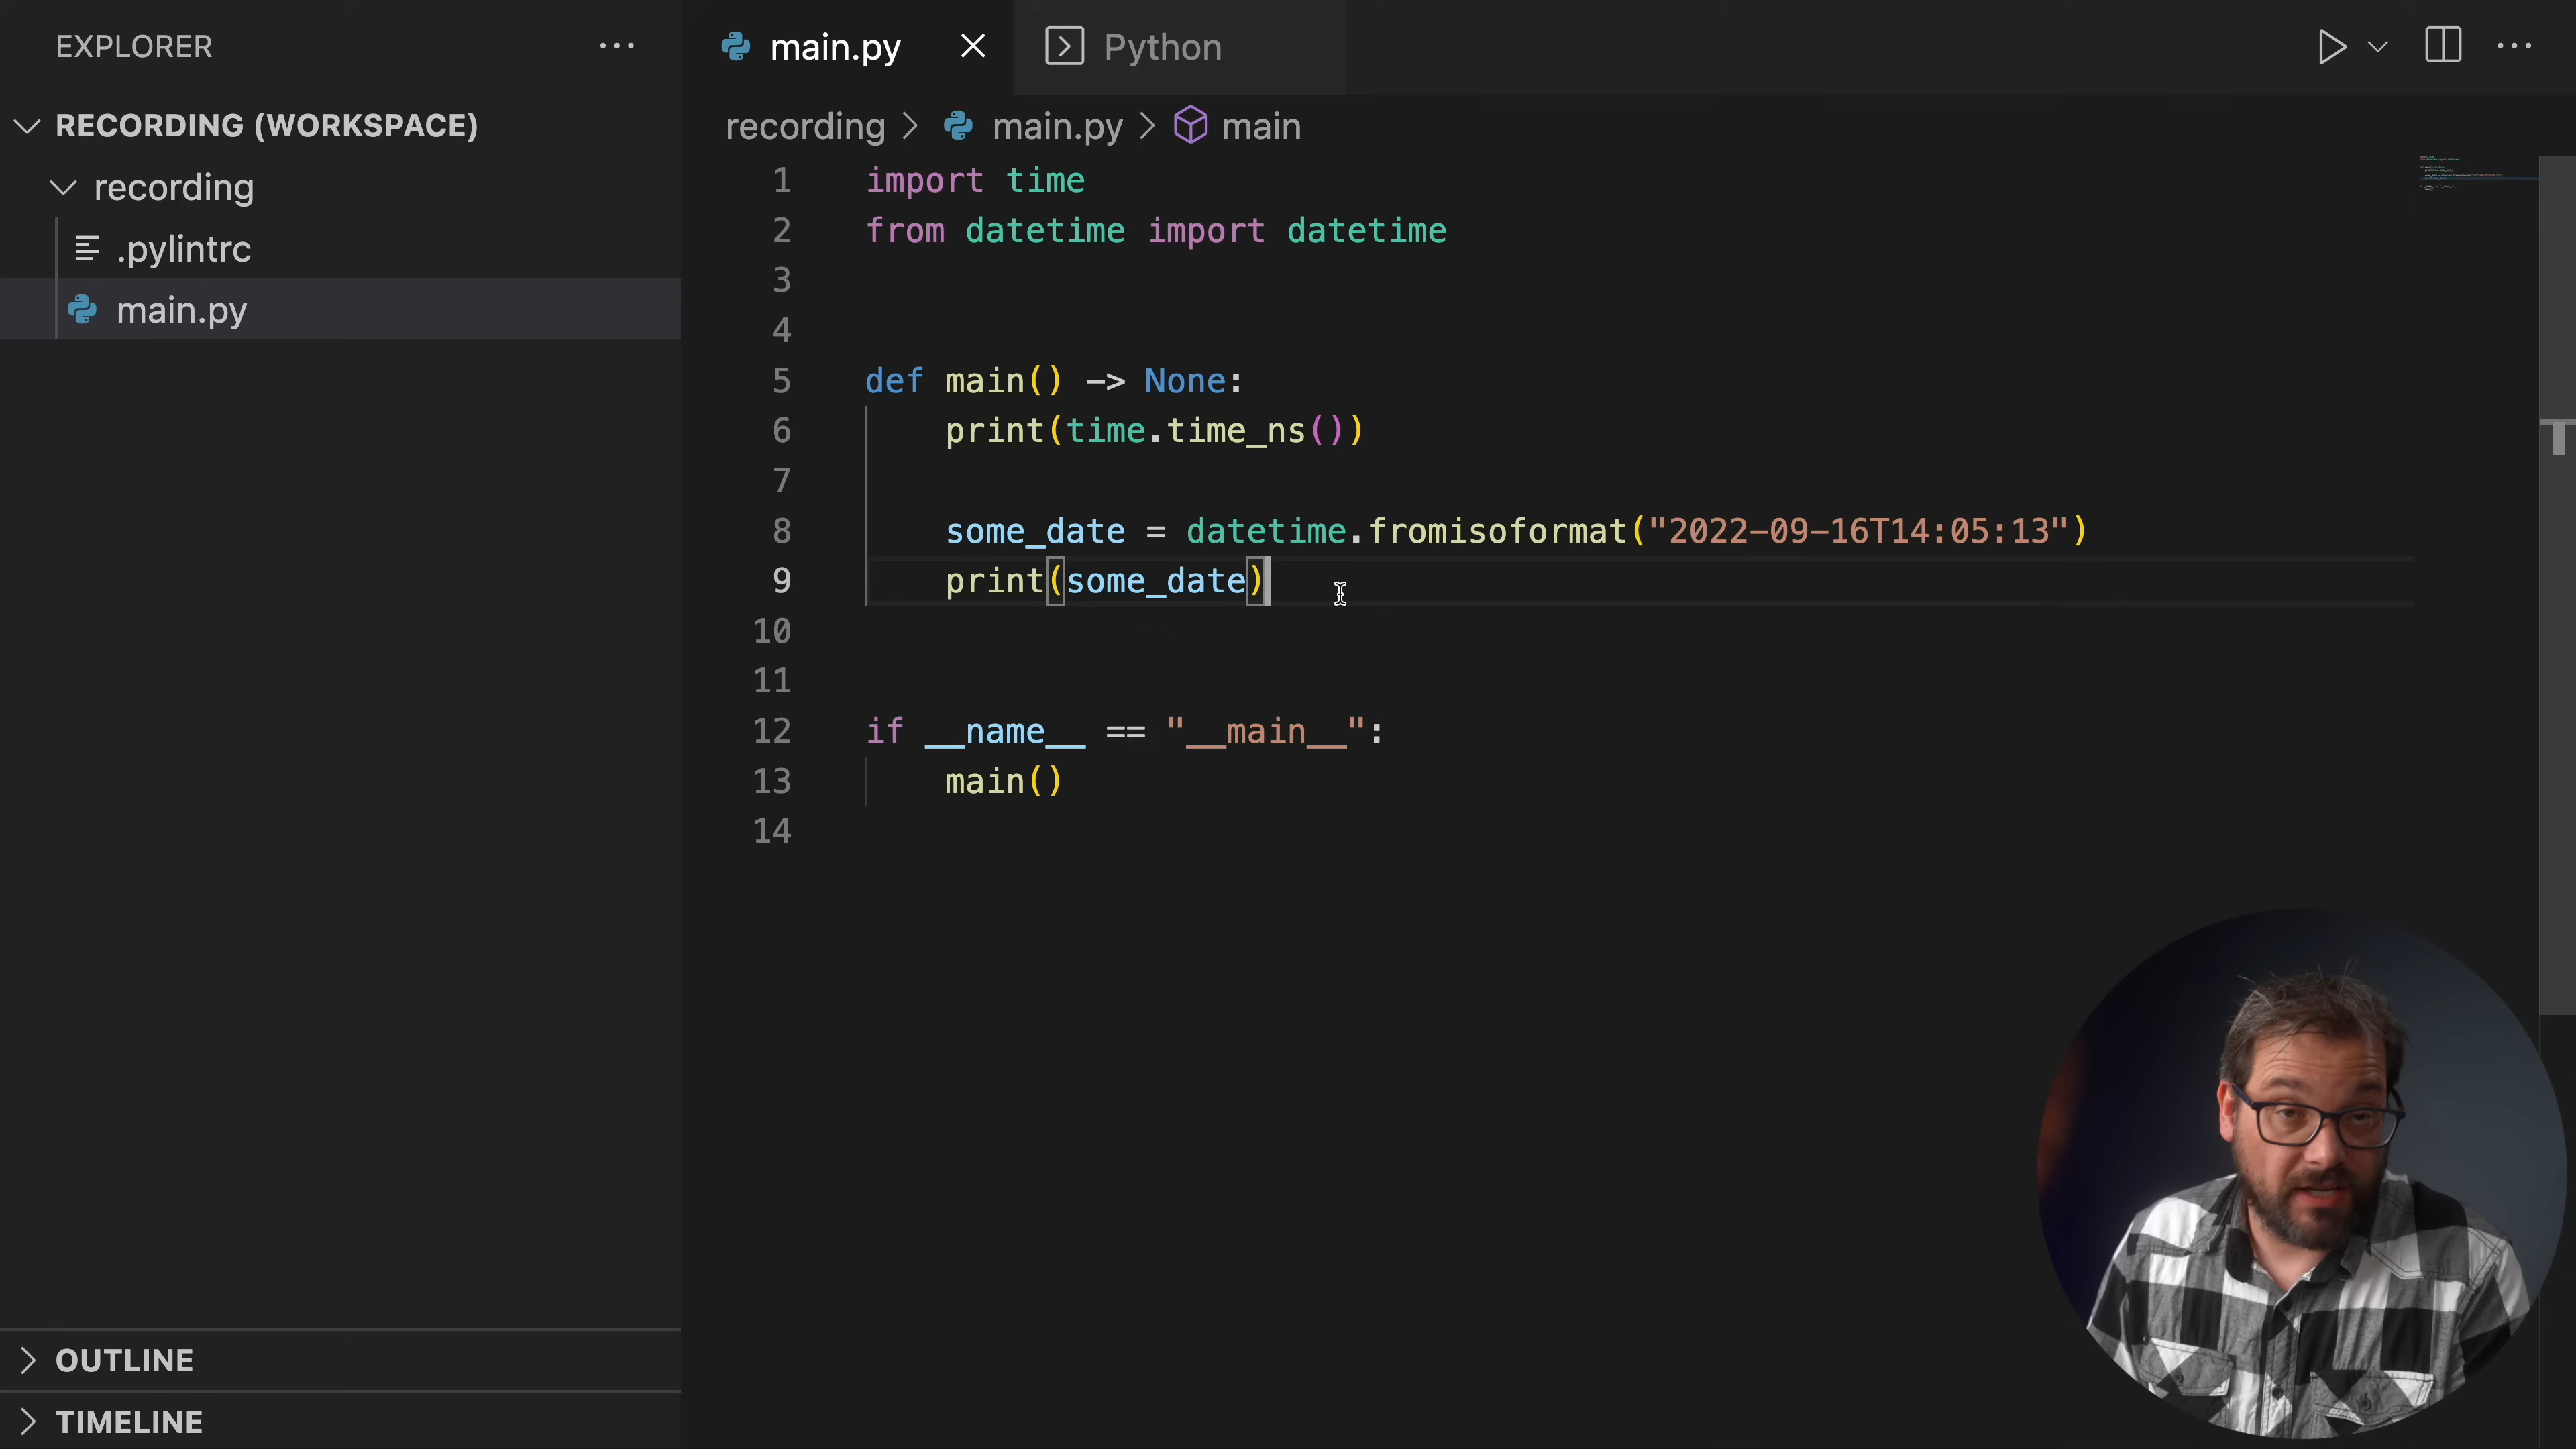 EXPLORER
RECORDING (WORKSPACE)
recording
.pylintrc
main.py
OUTLINE
TIMELINE
main.py
Python
recording > main.py > main
1 import time
2 from datetime import datetime
3
4
5 def main() -> None:
6 print(time.time_ns())
7
8 some_date = datetime.fromisoformat("2022-09-16T14:05:13")
9 print(some_date)
10
11
12 if __name__ == "__main__":
13 main()
14